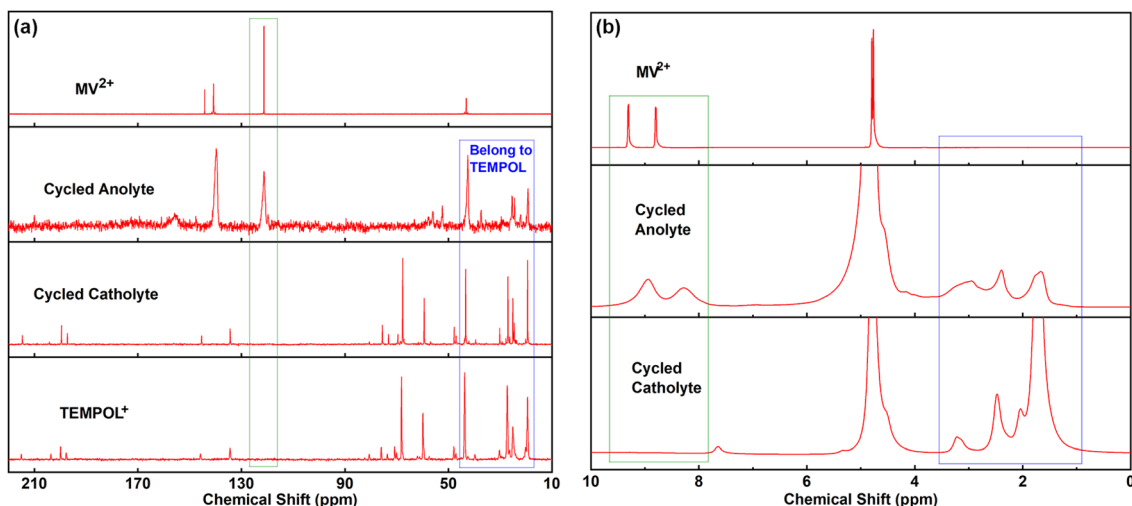 (a)
MV2+
Cycled Anolyte
Belong to
TEMPOL
Cycled Catholyte
TEMPOL+
210 170 130 90 50 10
Chemical Shift (ppm)
(b)
MV2+
Cycled
Anolyte
Cycled
Catholyte
10 8 6 4 2 0
Chemical Shift (ppm)